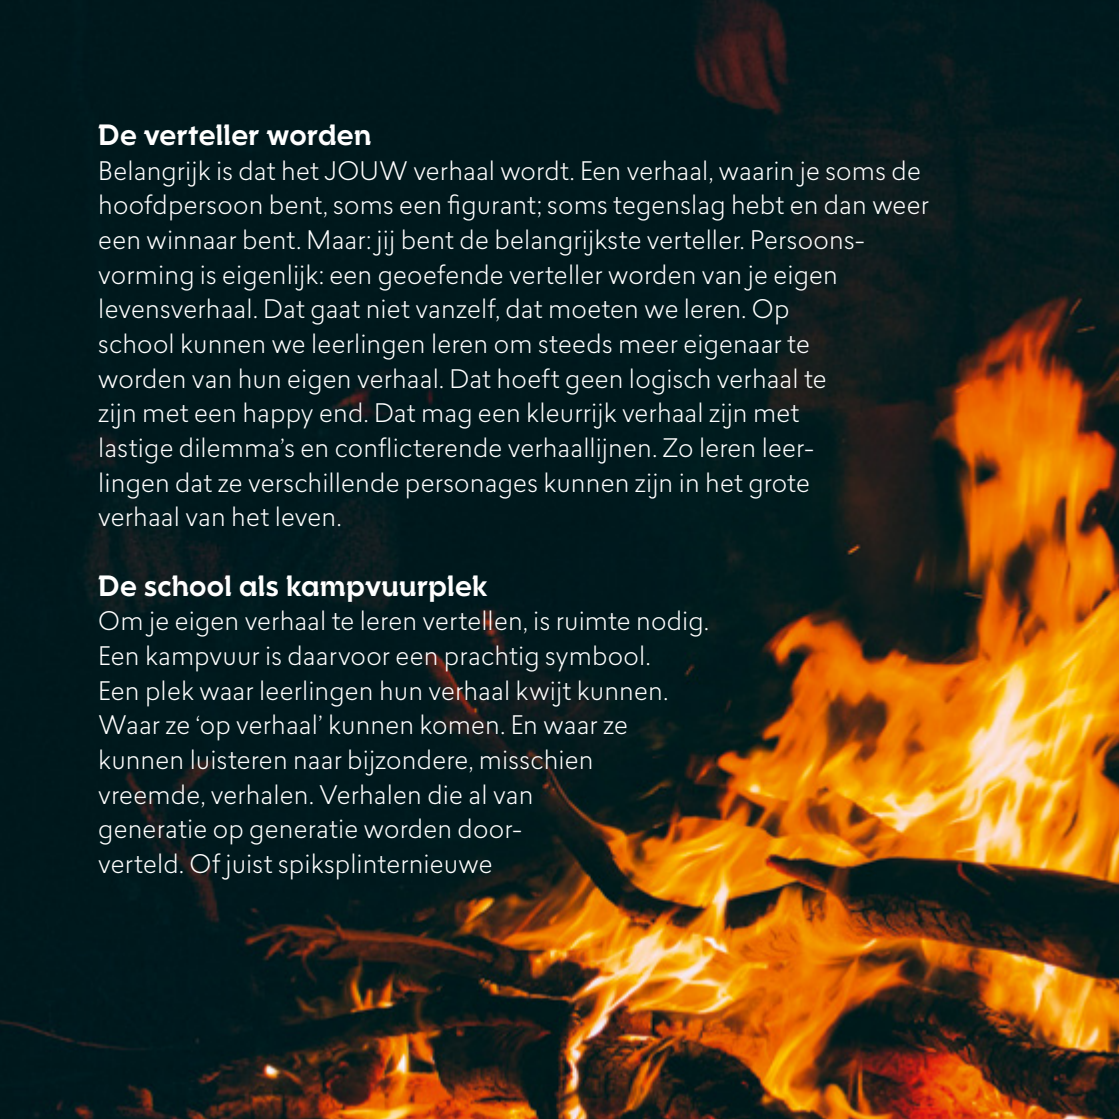 De verteller worden
Belangrijk is dat het JOUW verhaal wordt. Een verhaal, waarin je soms de
hoofdpersoon bent, soms een figurant; soms tegenslag hebt en dan weer
een winnaar bent. Maar: jij bent de belangrijkste verteller. Persoons-
vorming is eigenlijk: een geoefende verteller worden van je eigen
levensverhaal. Dat gaat niet vanzelf, dat moeten we leren. Op
school kunnen we leerlingen leren om steeds meer eigenaar te
worden van hun eigen verhaal. Dat hoeft geen logisch verhaal te
zijn met een happy end. Dat mag een kleurrijk verhaal zijn met
lastige dilemma’s en conflicterende verhaallijnen. Zo leren leer-
lingen dat ze verschillende personages kunnen zijn in het grote
verhaal van het leven.
De school als kampvuurplek
Om je eigen verhaal te leren vertellen, is ruimte nodig.
Een kampvuur is daarvoor een prachtig symbool.
Een plek waar leerlingen hun verhaal kwijt kunnen.
Waar ze ‘op verhaal’ kunnen komen. En waar ze
kunnen luisteren naar bijzondere, misschien
vreemde, verhalen. Verhalen die al van
generatie op generatie worden door-
verteld. Of juist spiksplinternieuwe